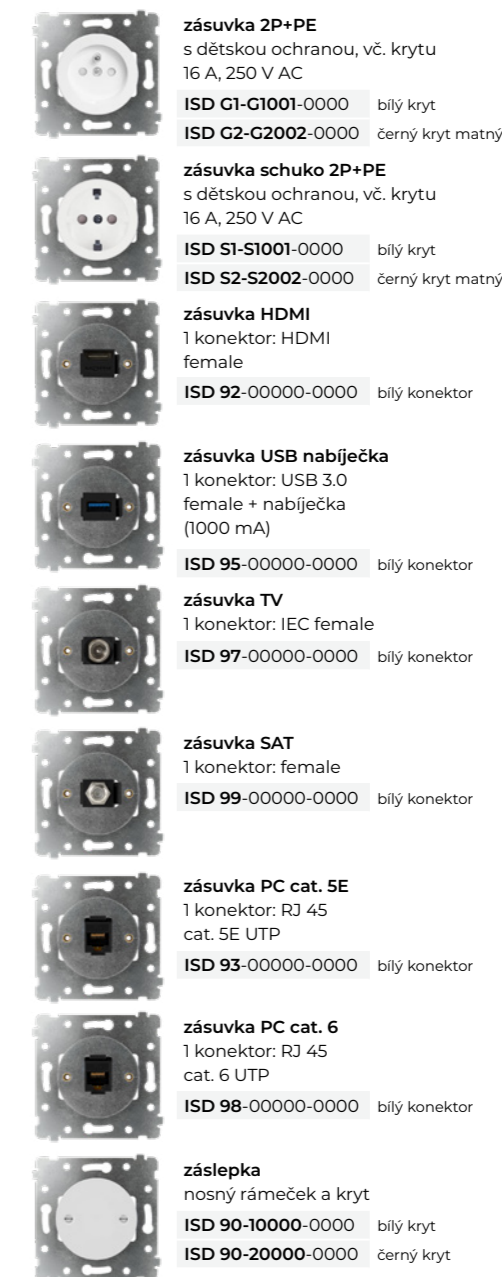 zásuvka 2P+PE
s dětskou ochranou, vč. krytu
16 A, 250 V AC
ISD G1-G1001-0000 bílý kryt
ISD G2-G2002-0000 černý kryt matný
zásuvka schuko 2P+PE
s dětskou ochranou, vč. krytu
16 A, 250 V AC
ISD S1-S1001-0000 bílý kryt
ISD S2-S2002-0000 černý kryt matný
zásuvka HDMI
1 konektor: HDMI
female
ISD 92-00000-0000 bílý konektor
zásuvka USB nabíječka
1 konektor: USB 3.0
female + nabíječka
(1000 mA)
ISD 95-00000-0000 bílý konektor
zásuvka TV
1 konektor: IEC female
ISD 97-00000-0000 bílý konektor
zásuvka SAT
1 konektor: female
ISD 99-00000-0000 bílý konektor
zásuvka PC cat. 5E
1 konektor: RJ 45
cat. 5E UTP
ISD 93-00000-0000 bílý konektor
zásuvka PC cat. 6
1 konektor: RJ 45
cat. 6 UTP
ISD 98-00000-0000 bílý konektor
záslepka
nosný rámeček a kryt
ISD 90-10000-0000 bílý kryt
ISD 90-20000-0000 černý kryt